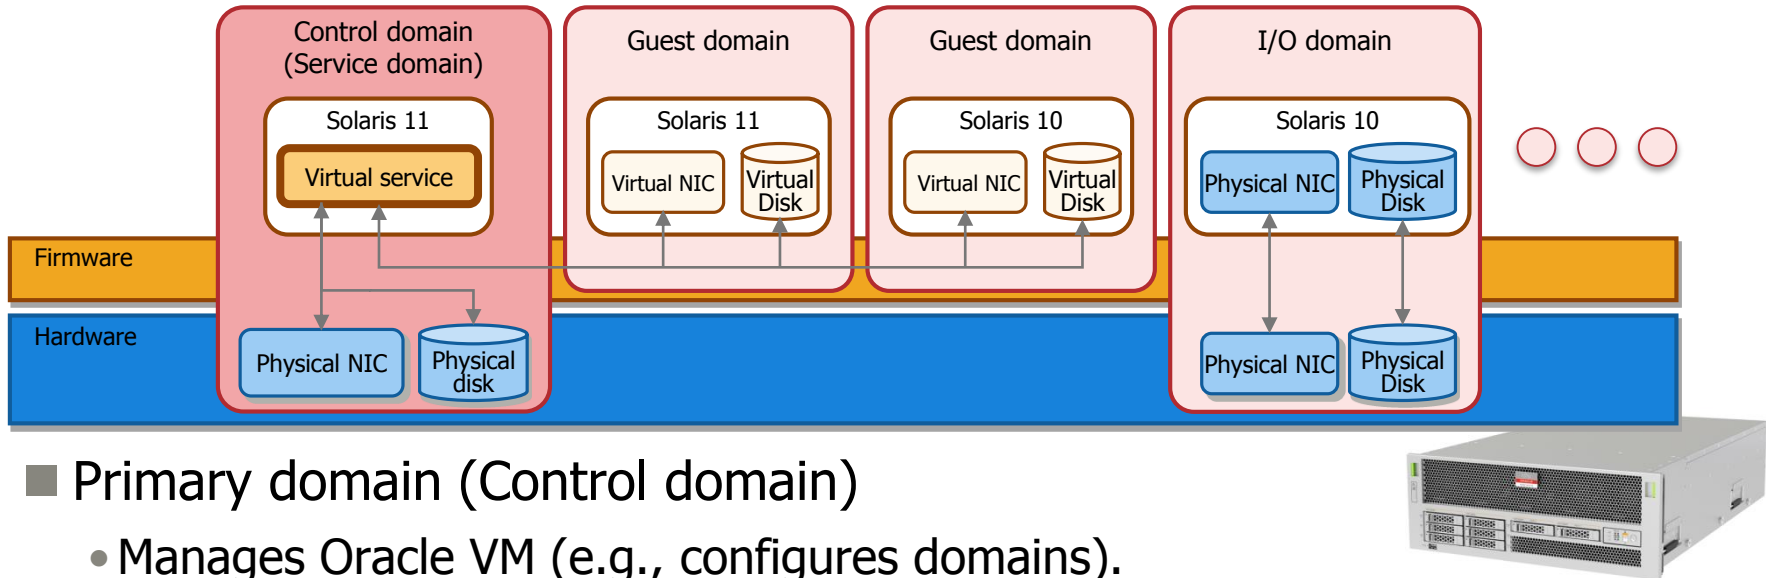 Control domain
(Service domain)
Guest domain
Guest domain
I/O domain
Solaris 11
Solaris 11
Solaris 10
Solaris 10
Virtual service
Virtual NIC
Virtual
Disk
Virtual NIC
Virtual
Disk
Physical NIC
Physical
Disk
Firmware
Hardware
Physical NIC
Physical
disk
Physical NIC
Physical
Disk
Primary domain (Control domain)
Manages Oracle VM (e.g., configures domains).